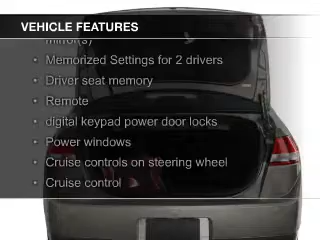 VEHICLE FEATURES
mirror(s)
• Memorized Settings for 2 drivers
• Driver seat memory
• Remote
• digital keypad power door locks
• Power windows
• Cruise controls on steering wheel
• Cruise control